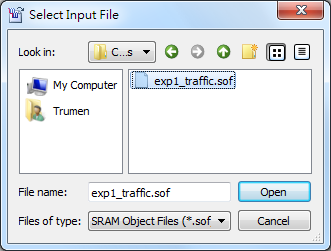 Select Input File
Look in: C...s
My Computer
Trumen
exp1_traffic.sof
File name: exp1_traffic.sof Open
Files of type: SRAM Object Files (*.sof Cancel